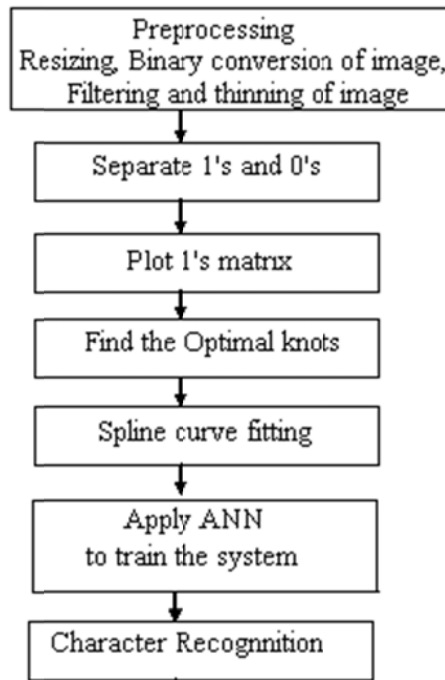 Preprocessing
Resizing, Binary conversion of image,
Filtering and thinning of image
Separate 1's and 0's
Plot 1's matrix
Find the Optimal knots
Spline curve fitting
Apply ANN
to train the system
Character Recognnition